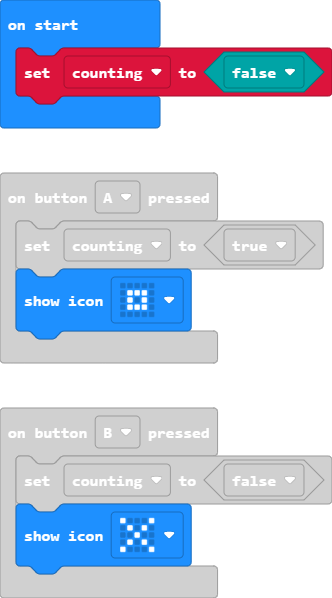 on start
set counting to false
on button A pressed
set counting to true
show icon
on button B pressed
set counting to false
show icon